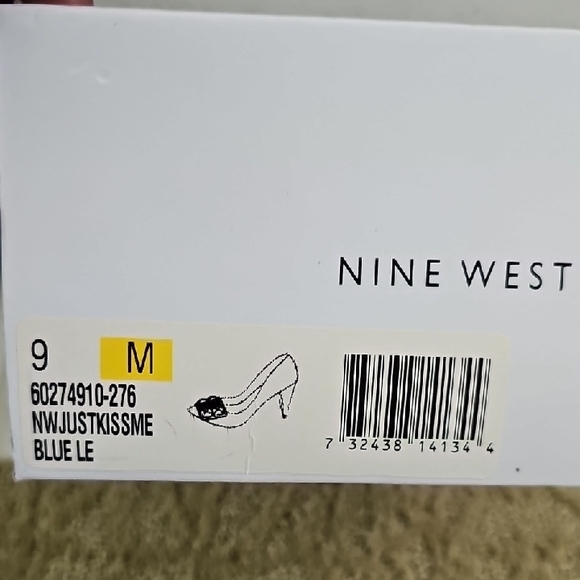 NINE WEST
9 M
60274910-276
NWJUSTKISSME
BLUE LE
7 32438 14134 4